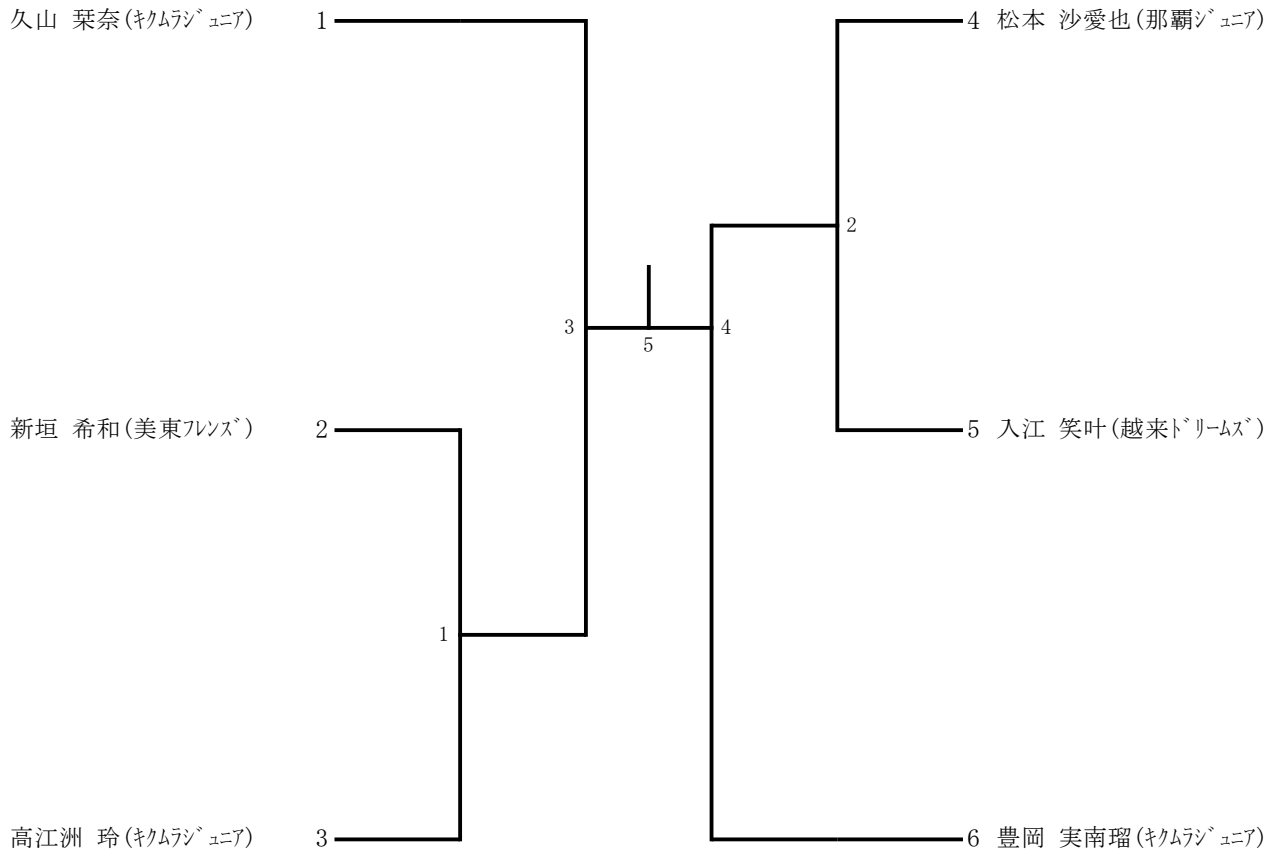 久山 栞奈(ｷｸﾑﾗｼﾞｭﾆｱ) 1
4 松本 沙愛也(那覇ｼﾞｭﾆｱ)
2
3
4
5
新垣 希和(美東ﾌﾚﾝｽﾞ) 2
5 入江 笑叶(越来ﾄﾞﾘｰﾑｽﾞ)
1
高江洲 玲(ｷｸﾑﾗｼﾞｭﾆｱ) 3
6 豊岡 実南瑠(ｷｸﾑﾗｼﾞｭﾆｱ)